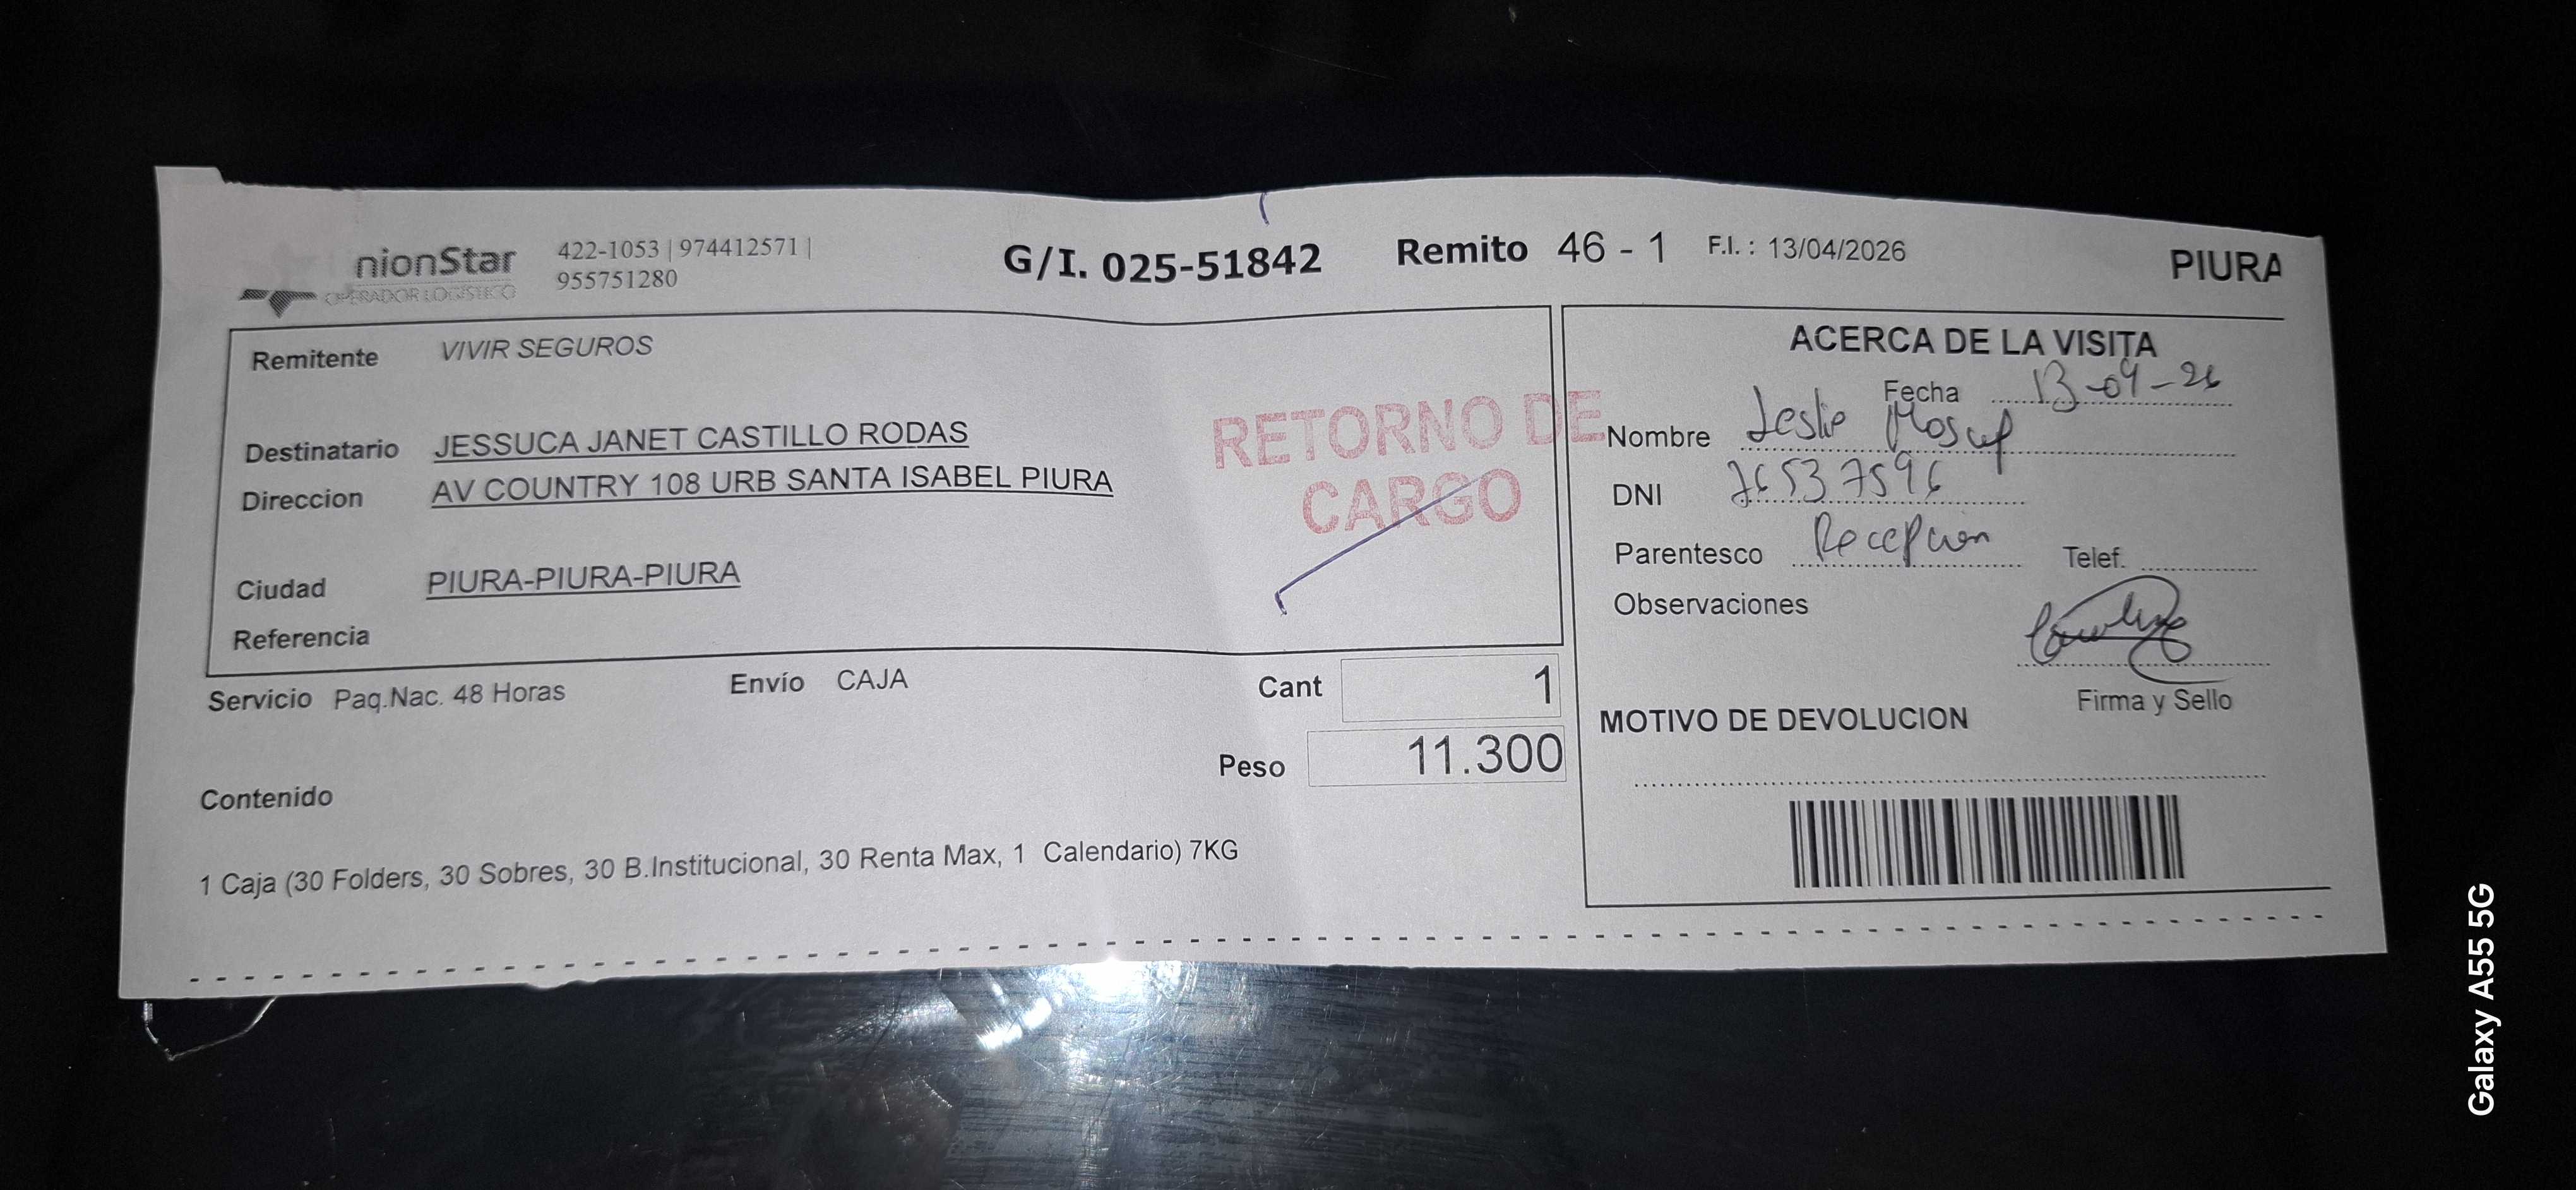 nionStar
OPERADOR LOGISTICO
422-1053 | 974412571 |
955751280
G/I. 025-51842
Remito 46 - 1
F.I. : 13/04/2026
PIURA
Remitente VIVIR SEGUROS
Destinatario JESSUCA JANET CASTILLO RODAS
Direccion AV COUNTRY 108 URB SANTA ISABEL PIURA
Ciudad PIURA-PIURA-PIURA
Referencia
RETORNO DE
CARGO
Servicio Paq.Nac. 48 Horas
Envío CAJA
Cant 1
Peso 11.300
Contenido
1 Caja (30 Folders, 30 Sobres, 30 B.Institucional, 30 Renta Max, 1 Calendario) 7KG
ACERCA DE LA VISITA
Fecha 13-04-26
Nombre Leslie
DNI 76537596
Parentesco Recepcion
Telef.
Observaciones
Firma y Sello
MOTIVO DE DEVOLUCION
Galaxy A55 5G